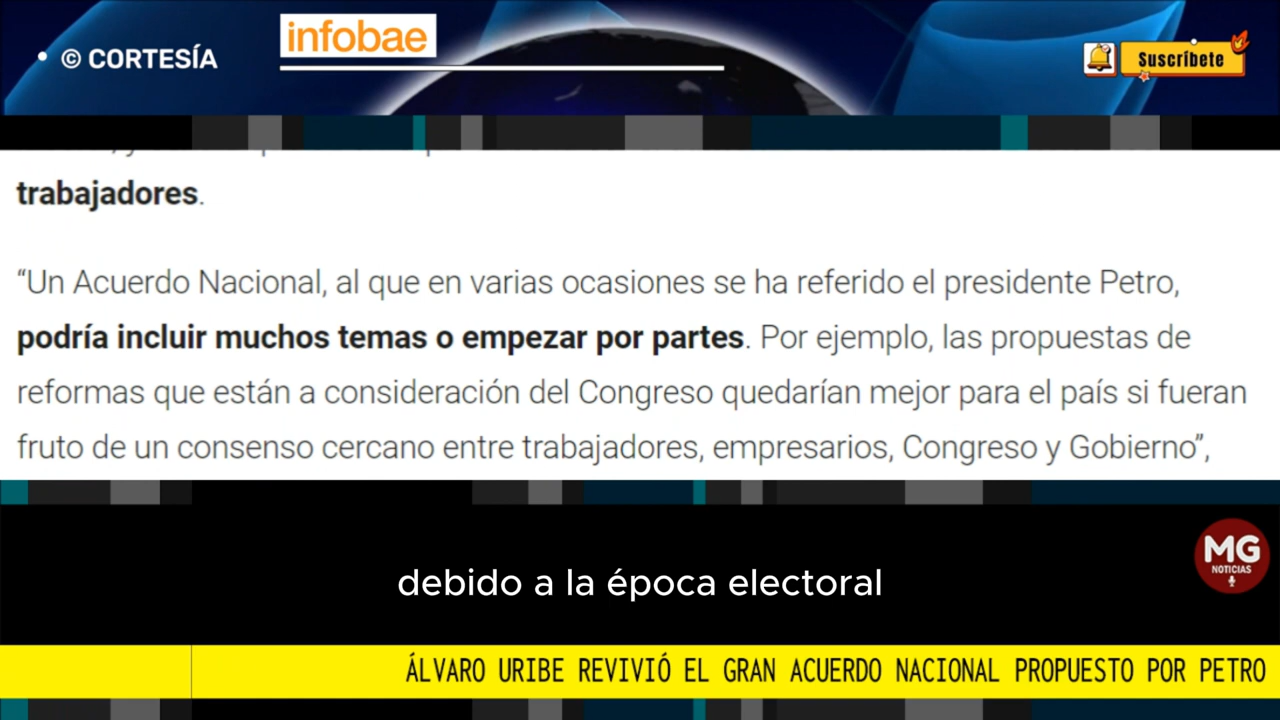 © CORTESÍA
infobae
Suscríbete
trabajadores.
“Un Acuerdo Nacional, al que en varias ocasiones se ha referido el presidente Petro,
podría incluir muchos temas o empezar por partes. Por ejemplo, las propuestas de
reformas que están a consideración del Congreso quedarían mejor para el país si fueran
fruto de un consenso cercano entre trabajadores, empresarios, Congreso y Gobierno”,
MG
NOTICIAS
debido a la época electoral
ÁLVARO URIBE REVIVIÓ EL GRAN ACUERDO NACIONAL PROPUESTO POR PETRO